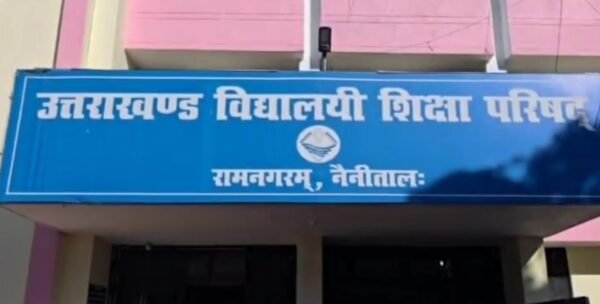 उत्तराखण्ड विद्यालयी शिक्षा परिषद
रामनगरम्, नैनीतालः